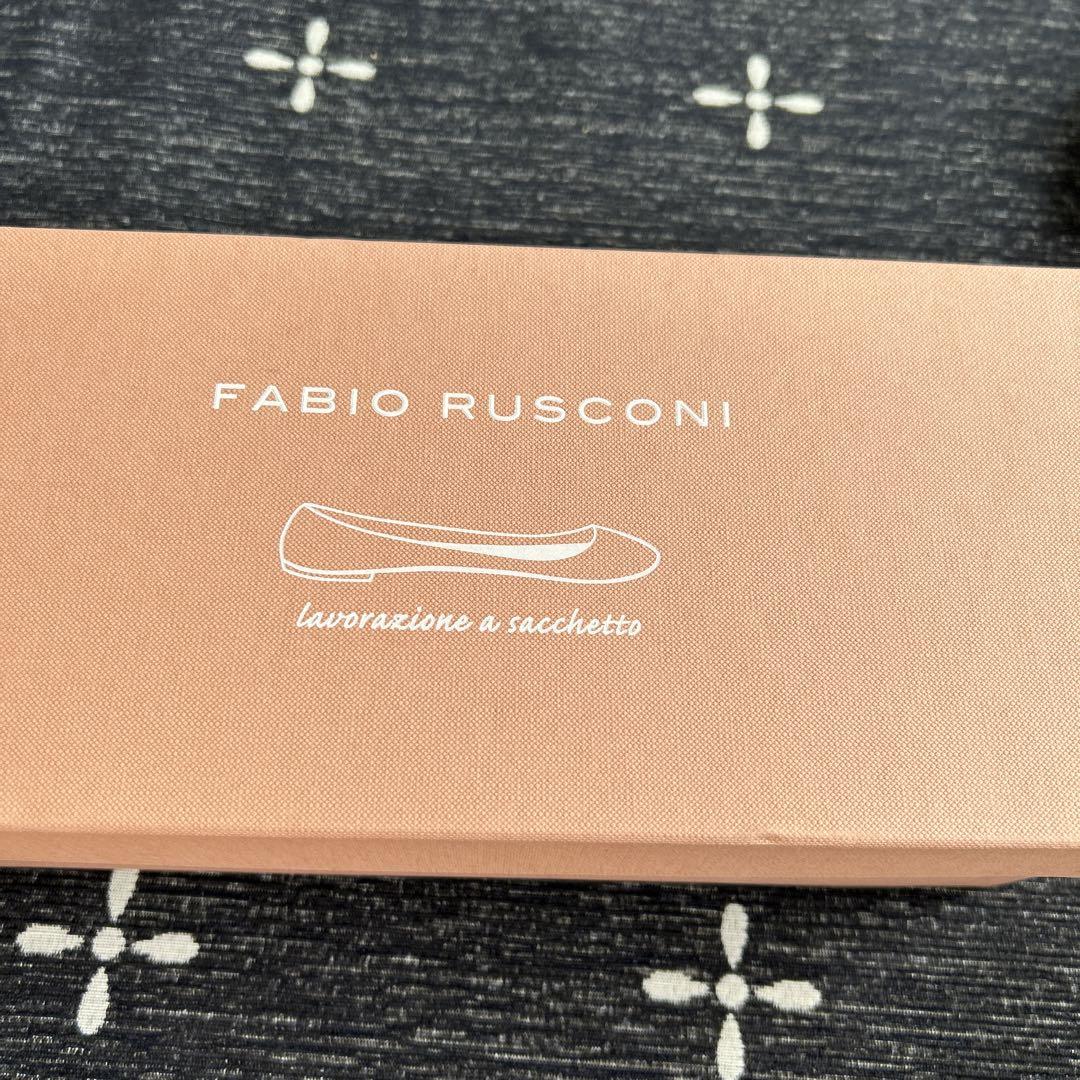 FABIO RUSCONI
lavorazione a sacchetto